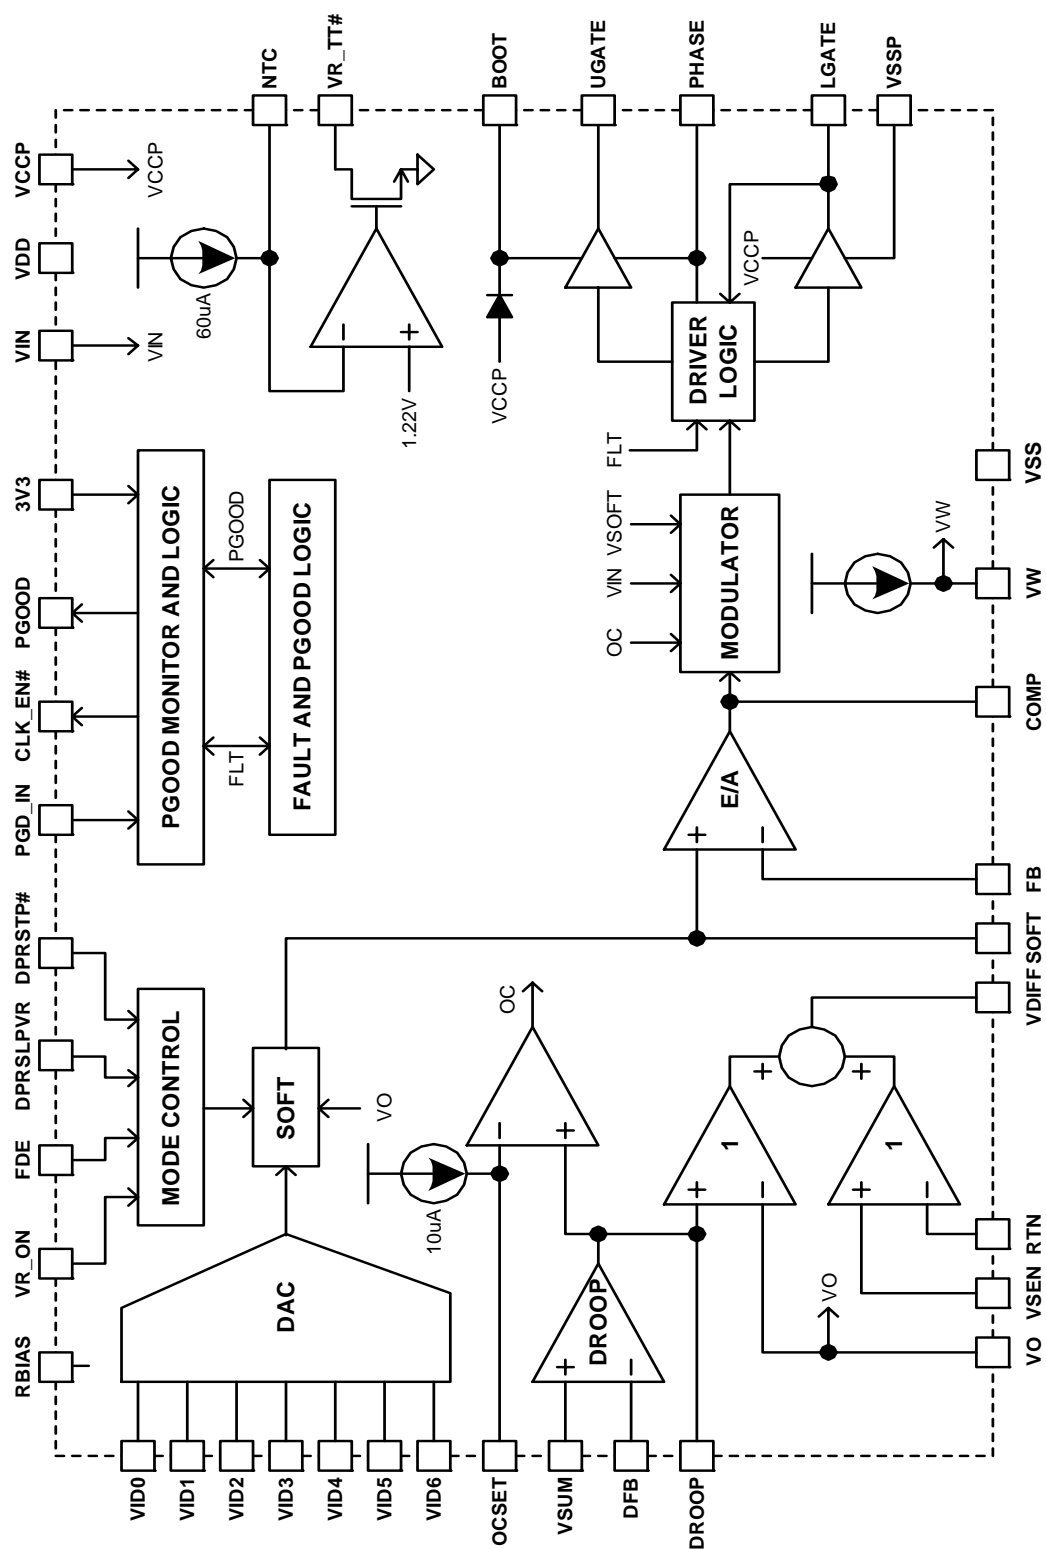 RBIAS
VR_ON
FDE
DPRSLPVR
DPRSTP#
PGD_IN
CLK_EN#
PGOOD
3V3
VIN
VDD
VCCP
VIN
VCCP
60uA
NTC
VR_TT#
1.22V
−
+
MODE CONTROL
PGOOD MONITOR AND LOGIC
FLT
PGOOD
FAULT AND PGOOD LOGIC
VID0
VID1
VID2
VID3
VID4
VID5
VID6
DAC
SOFT
VO
10uA
OCSET
VSUM
DFB
DROOP
−
+
OC
+
−
DROOP
VCCP
BOOT
UGATE
PHASE
LGATE
VSSP
VCCP
DRIVER
LOGIC
FLT
OC
VIN
VSOFT
MODULATOR
E/A
+
−
+
−
1
+
+
−
1
+
VO
VW
VO
VSEN
RTN
VDIFF
SOFT
FB
COMP
VW
VSS